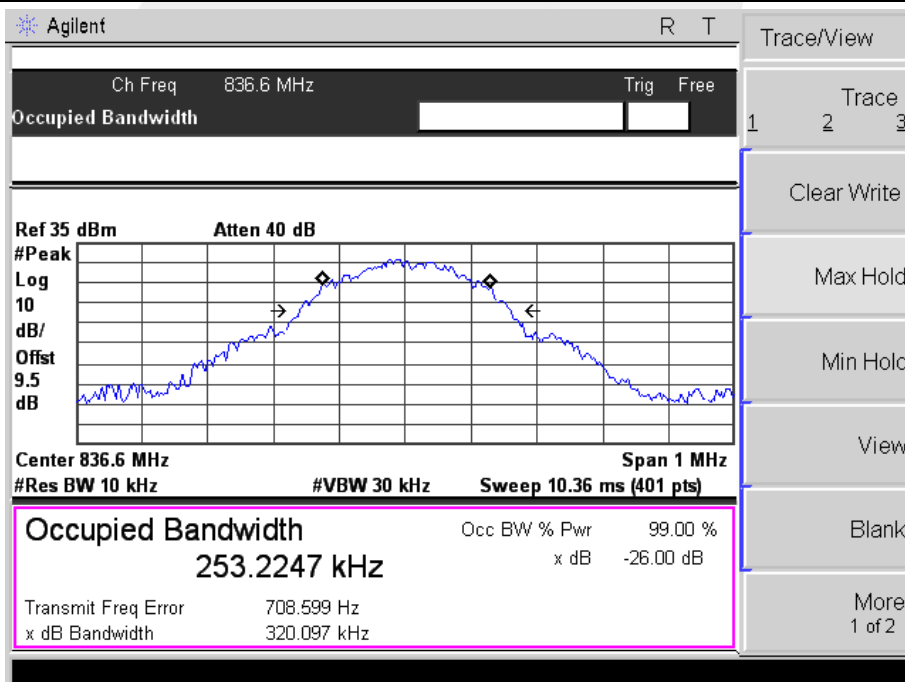 Agilent R T
Ch Freq 836.6 MHz Trig Free
Occupied Bandwidth
Ref 35 dBm Atten 40 dB
#Peak
Log
10
dB/
Offst
9.5
dB
Center 836.6 MHz Span 1 MHz
#Res BW 10 kHz #VBW 30 kHz Sweep 10.36 ms (401 pts)
Occupied Bandwidth Occ BW % Pwr 99.00 %
253.2247 kHz x dB -26.00 dB
Transmit Freq Error 708.599 Hz
x dB Bandwidth 320.097 kHz
Trace/View
Trace
1 2 3
Clear Write
Max Hold
Min Hold
View
Blank
More
1 of 2